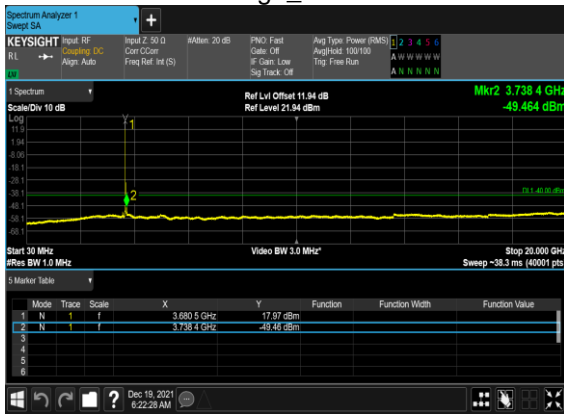 Spectrum Analyzer 1
Swept SA
+
KEYSIGHT Input: RF Input Z: 50 Ω #Atten: 20 dB PNO: Fast Avg Type: Power (RMS) 1 2 3 4 5 6
RL Coupling: DC Corr CCorr Gate: Off Avg|Hold: 100/100 A W W W W W
Align: Auto Freq Ref: Int (S) IF Gain: Low Trig: Free Run
LW Sig Track: Off A N N N N N
1 Spectrum Ref Lvl Offset 11.94 dB Mkr2 3.738 4 GHz
Scale/Div 10 dB Ref Level 21.94 dBm -49.464 dBm
Log
1
11.9
1.94
-8.06
-18.1
-28.1
-38.1 DL1 -40.00 dBm
2
-48.1
-58.1
-68.1
Start 30 MHz Video BW 3.0 MHz* Stop 20.000 GHz
#Res BW 1.0 MHz Sweep ~38.3 ms (40001 pts)
5 Marker Table
Mode Trace Scale X Y Function Function Width Function Value
1 N 1 f 3.680 5 GHz 17.97 dBm
2 N 1 f 3.738 4 GHz -49.46 dBm
3
4
5
6
? Dec 19, 2021
6:22:28 AM